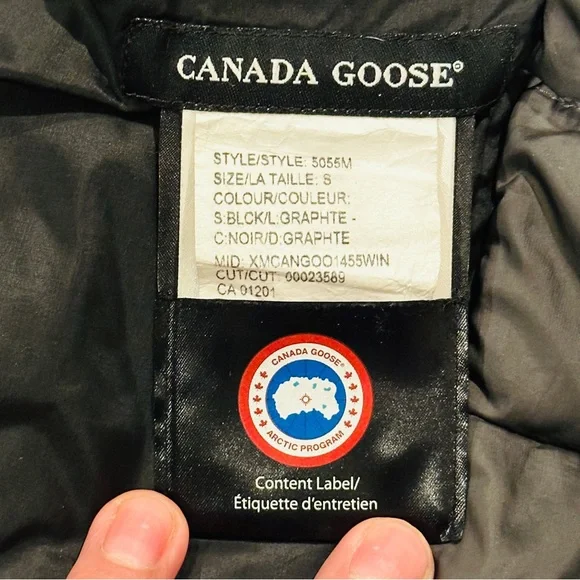 CANADA GOOSE®
STYLE/STYLE: 5055M
SIZE/LA TAILLE: S
COLOUR/COULEUR:
S:BLCK/L:GRAPHTE -
C:NOIR/D:GRAPHTE
MID: XMCANGOO1455WIN
CUT/CUT: 00023589
CA 01201
CANADA GOOSE®
ARCTIC PROGRAM
Content Label/
Étiquette d'entretien